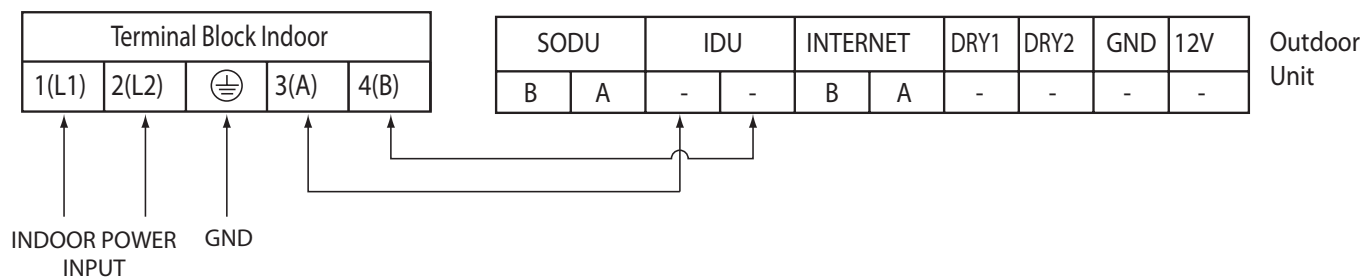 Terminal Block Indoor
1(L1) 2(L2) 3(A) 4(B)
SODU IDU INTERNET DRY1 DRY2 GND 12V
B A - - B A - - - -
Outdoor
Unit
INDOOR POWER
INPUT
GND